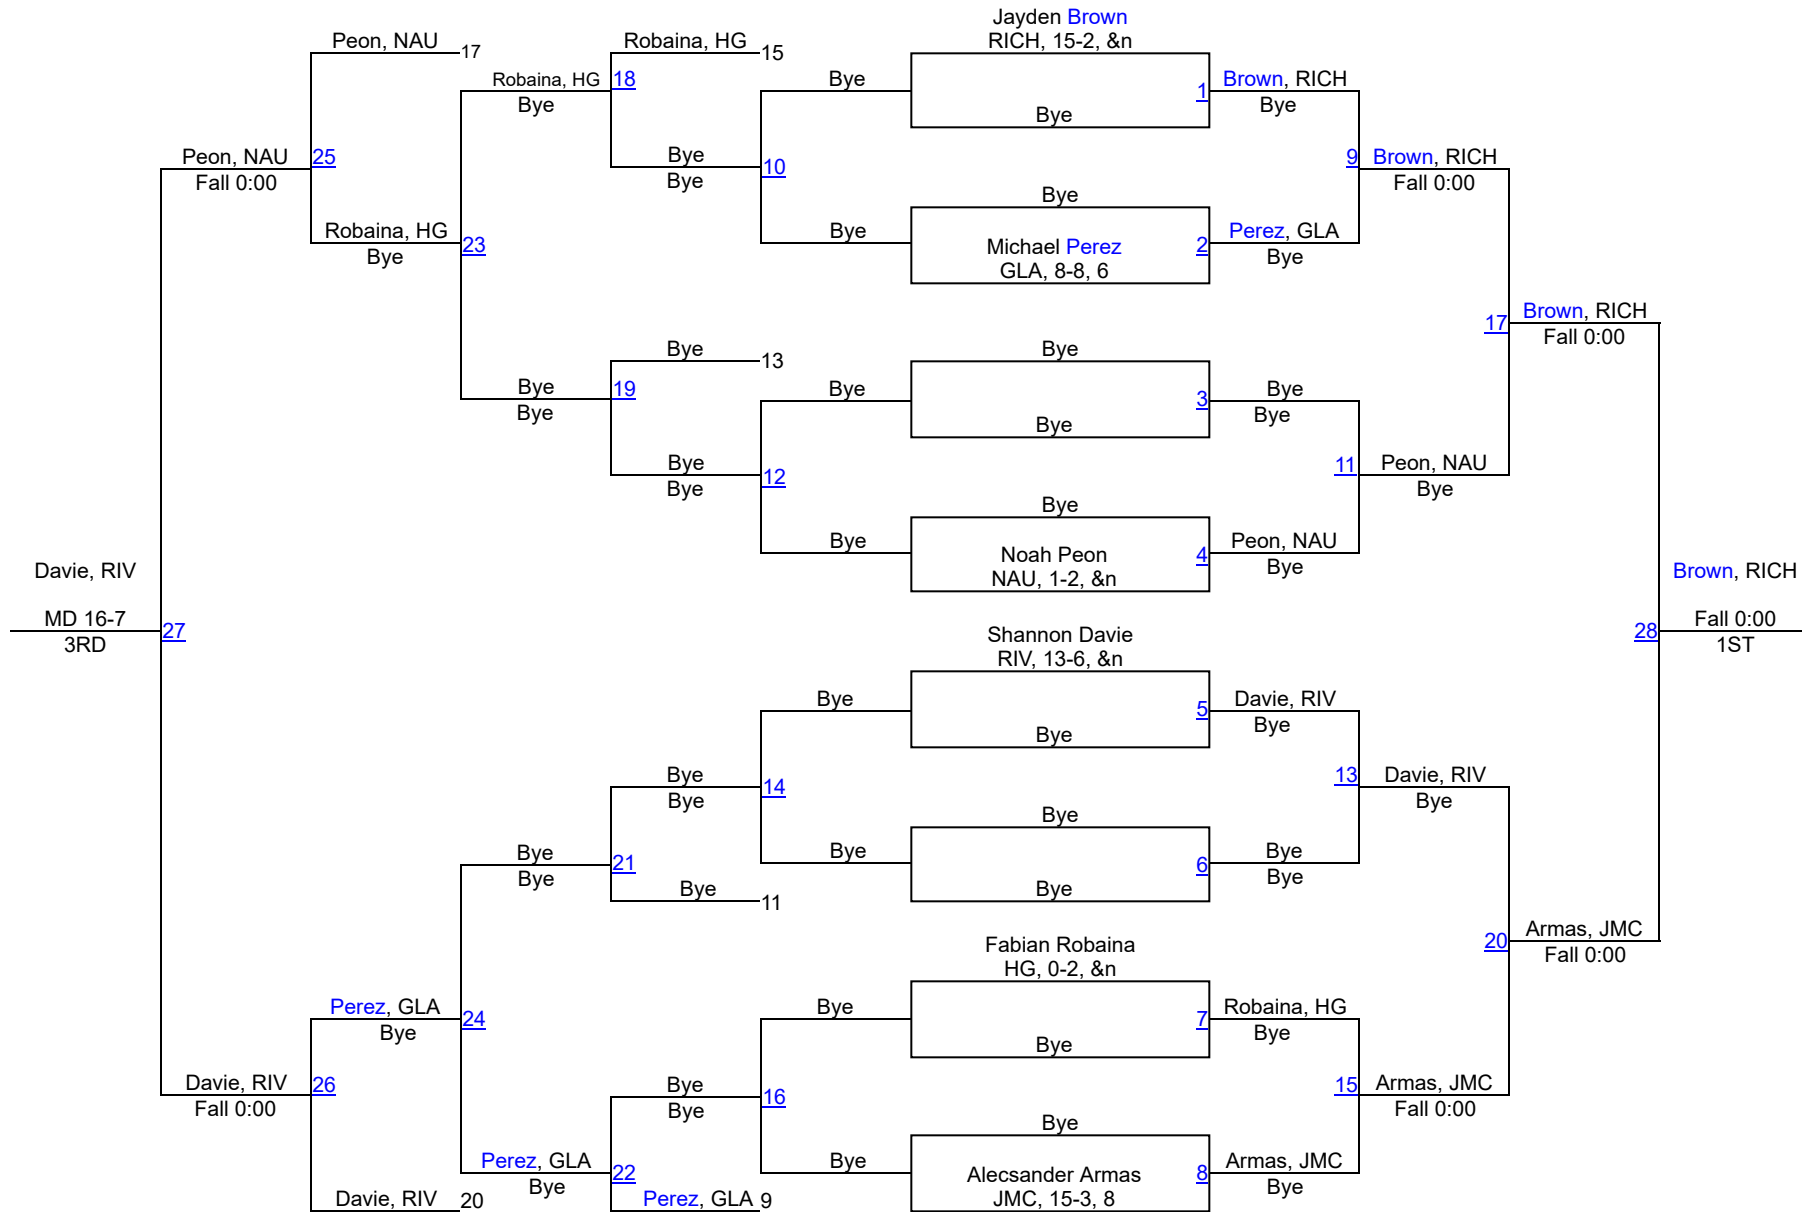 Jayden Brown
Peon, NAU 17
Robaina, HG 15
RICH, 15-2, &n
Robaina, HG 18
Bye
Bye
1 Brown, RICH
Bye
Bye
Bye
Peon, NAU 25
Fall 0:00
Bye 10
Bye
9 Brown, RICH
Fall 0:00
Bye
Robaina, HG 23
Bye
Bye
Michael Perez 2
GLA, 8-8, 6
Perez, GLA
Bye
17 Brown, RICH
Fall 0:00
Bye 13
Bye
Bye 19
Bye
Bye
3 Bye
Bye
Bye
Bye 12
Bye
11 Peon, NAU
Bye
Bye
Bye
Noah Peon 4
NAU, 1-2, &n
Peon, NAU
Bye
Davie, RIV
Brown, RICH
MD 16-7
3RD
27
28
Fall 0:00
1ST
Shannon Davie
RIV, 13-6, &n
Bye
5 Davie, RIV
Bye
Bye
Bye 14
Bye
13 Davie, RIV
Bye
Bye
Bye 21
Bye
Bye
6 Bye
Bye
Bye
Bye 11
Fabian Robaina
HG, 0-2, &n
20 Armas, JMC
Fall 0:00
Perez, GLA 24
Bye
Bye
7 Robaina, HG
Bye
Bye
Davie, RIV 26
Fall 0:00
Bye 16
Bye
15 Armas, JMC
Fall 0:00
Bye
Perez, GLA 22
Bye
Bye
Alecsander Armas 8
JMC, 15-3, 8
Armas, JMC
Bye
Davie, RIV 20
Perez, GLA 9